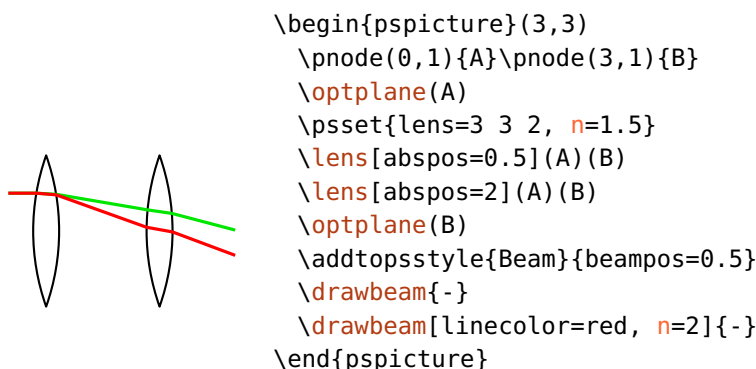 \begin{pspicture}(3,3)
\pnode(0,1){A}\pnode(3,1){B}
\optplane(A)
\psset{lens=3 3 2, n=1.5}
\lens[abspos=0.5](A)(B)
\lens[abspos=2](A)(B)
\optplane(B)
\addtopsstyle{Beam}{beampos=0.5}
\drawbeam{-}
\drawbeam[linecolor=red, n=2]{-}
\end{pspicture}